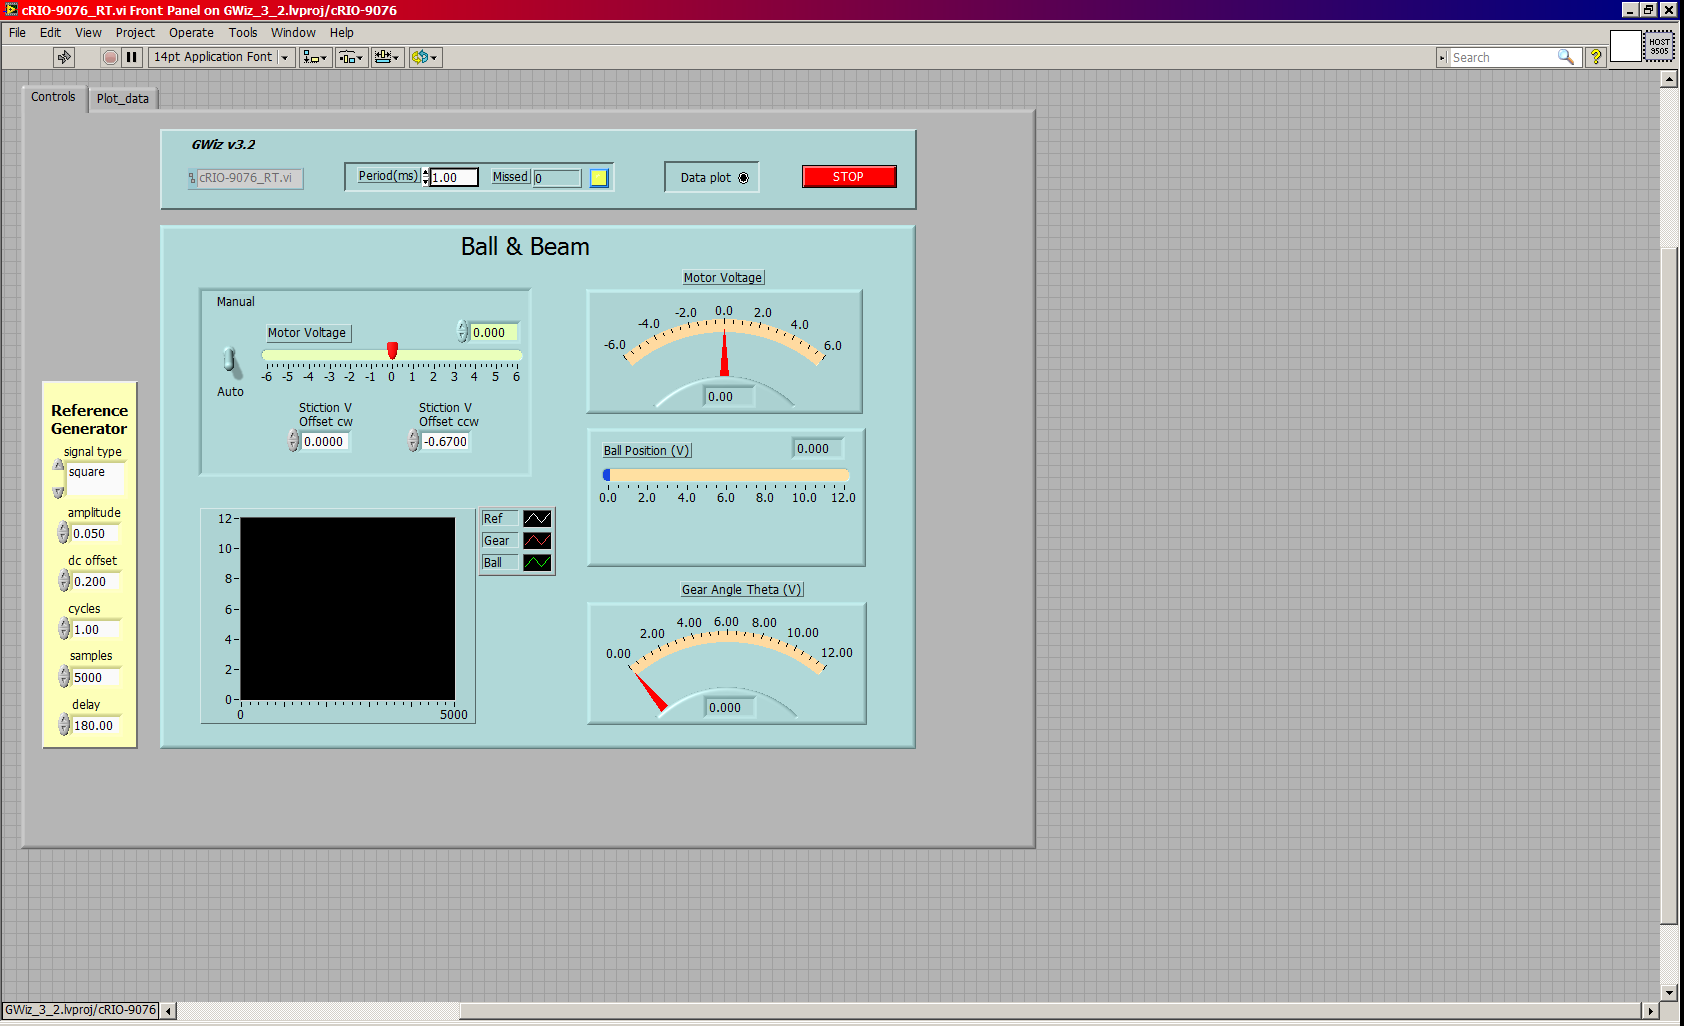 cRIO-9076_RT.vi Front Panel on GWiz_3_2.lvproj/cRIO-9076
File Edit View Project Operate Tools Window Help
14pt Application Font
Search
?
HOST
9505
Controls
Plot_data
GWiz v3.2
cRIO-9076_RT.vi
Period(ms) 1.00
Missed 0
Data plot
STOP
Ball & Beam
Manual
Motor Voltage
0.000
-6 -5 -4 -3 -2 -1 0 1 2 3 4 5 6
Auto
Stiction V
Offset cw
0.0000
Stiction V
Offset ccw
-0.6700
Motor Voltage
-6.0 -4.0 -2.0 0.0 2.0 4.0 6.0
0.00
Ball Position (V)
0.000
0.0 2.0 4.0 6.0 8.0 10.0 12.0
Gear Angle Theta (V)
0.00 2.00 4.00 6.00 8.00 10.00 12.00
0.000
12
10
8
6
4
2
0
0 5000
Ref
Gear
Ball
Reference
Generator
signal type
square
amplitude
0.050
dc offset
0.200
cycles
1.00
samples
5000
delay
180.00
GWiz_3_2.lvproj/cRIO-9076